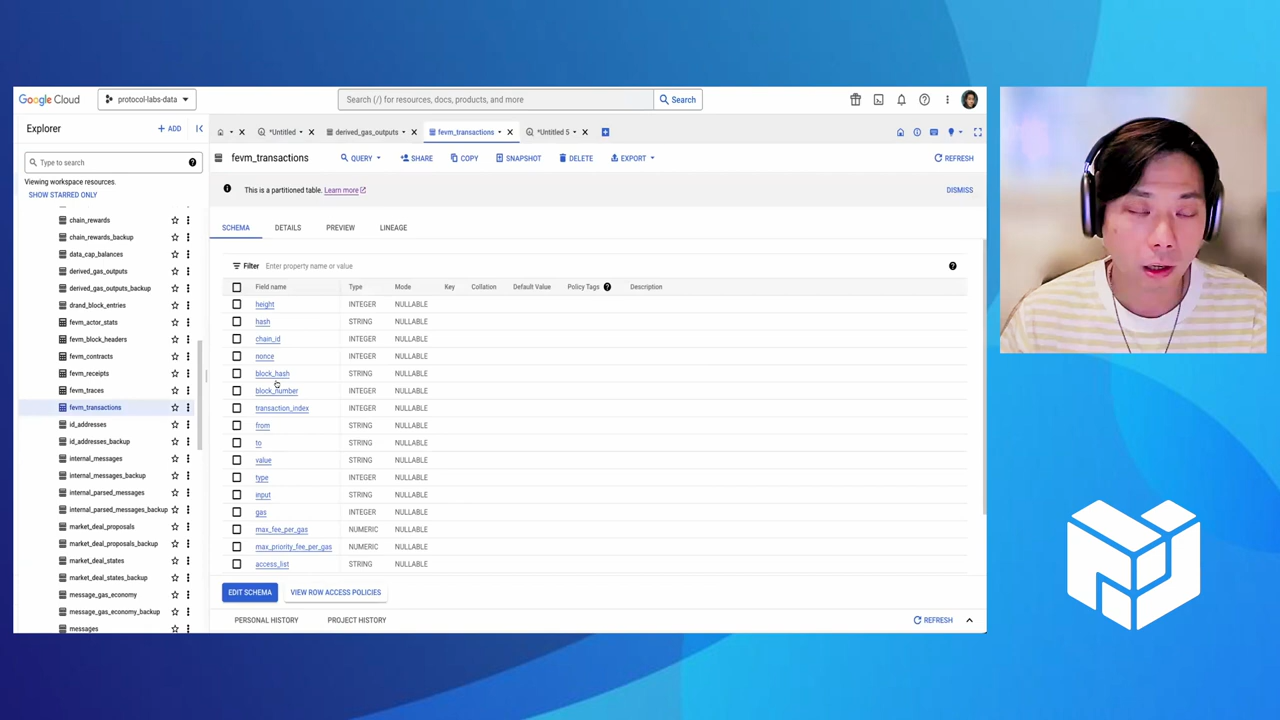 Google Cloud
protocol-labs-data
Search (/) for resources, docs, products, and more
Search
Explorer
+ ADD
*Untitled
derived_gas_outputs
fevm_transactions
*Untitled 5
Type to search
fevm_transactions
QUERY
SHARE
COPY
SNAPSHOT
DELETE
EXPORT
REFRESH
Viewing workspace resources.
SHOW STARRED ONLY
This is a partitioned table. Learn more
DISMISS
chain_rewards
chain_rewards_backup
data_cap_balances
derived_gas_outputs
derived_gas_outputs_backup
drand_block_entries
fevm_actor_stats
fevm_block_headers
fevm_contracts
fevm_receipts
fevm_traces
fevm_transactions
id_addresses
id_addresses_backup
internal_messages
internal_messages_backup
internal_parsed_messages
internal_parsed_messages_backup
market_deal_proposals
market_deal_proposals_backup
market_deal_states
market_deal_states_backup
message_gas_economy
message_gas_economy_backup
messages
SCHEMA
DETAILS
PREVIEW
LINEAGE
Filter Enter property name or value
Field name Type Mode Key Collation Default Value Policy Tags Description
height INTEGER NULLABLE
hash STRING NULLABLE
chain_id INTEGER NULLABLE
nonce INTEGER NULLABLE
block_hash STRING NULLABLE
block_number INTEGER NULLABLE
transaction_index INTEGER NULLABLE
from STRING NULLABLE
to STRING NULLABLE
value STRING NULLABLE
type INTEGER NULLABLE
input STRING NULLABLE
gas INTEGER NULLABLE
max_fee_per_gas NUMERIC NULLABLE
max_priority_fee_per_gas NUMERIC NULLABLE
access_list STRING NULLABLE
EDIT SCHEMA
VIEW ROW ACCESS POLICIES
PERSONAL HISTORY
PROJECT HISTORY
REFRESH